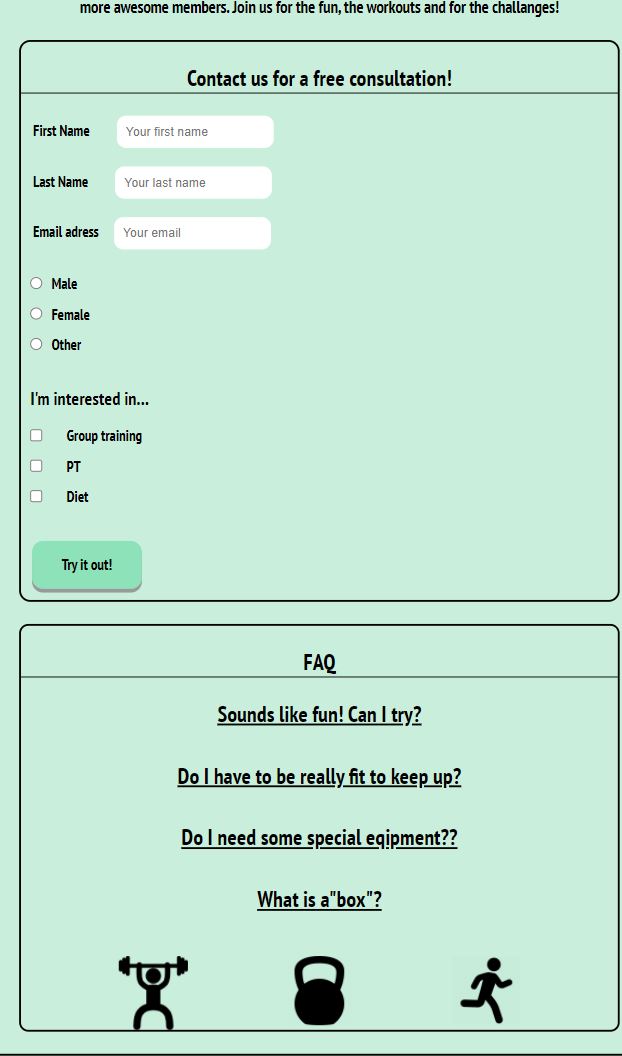 more awesome members. Join us for the fun, the workouts and for the challanges!
Contact us for a free consultation!
First Name
Your first name
Last Name
Your last name
Email adress
Your email
Male
Female
Other
I'm interested in...
Group training
PT
Diet
Try it out!
FAQ
Sounds like fun! Can I try?
Do I have to be really fit to keep up?
Do I need some special eqipment??
What is a"box"?